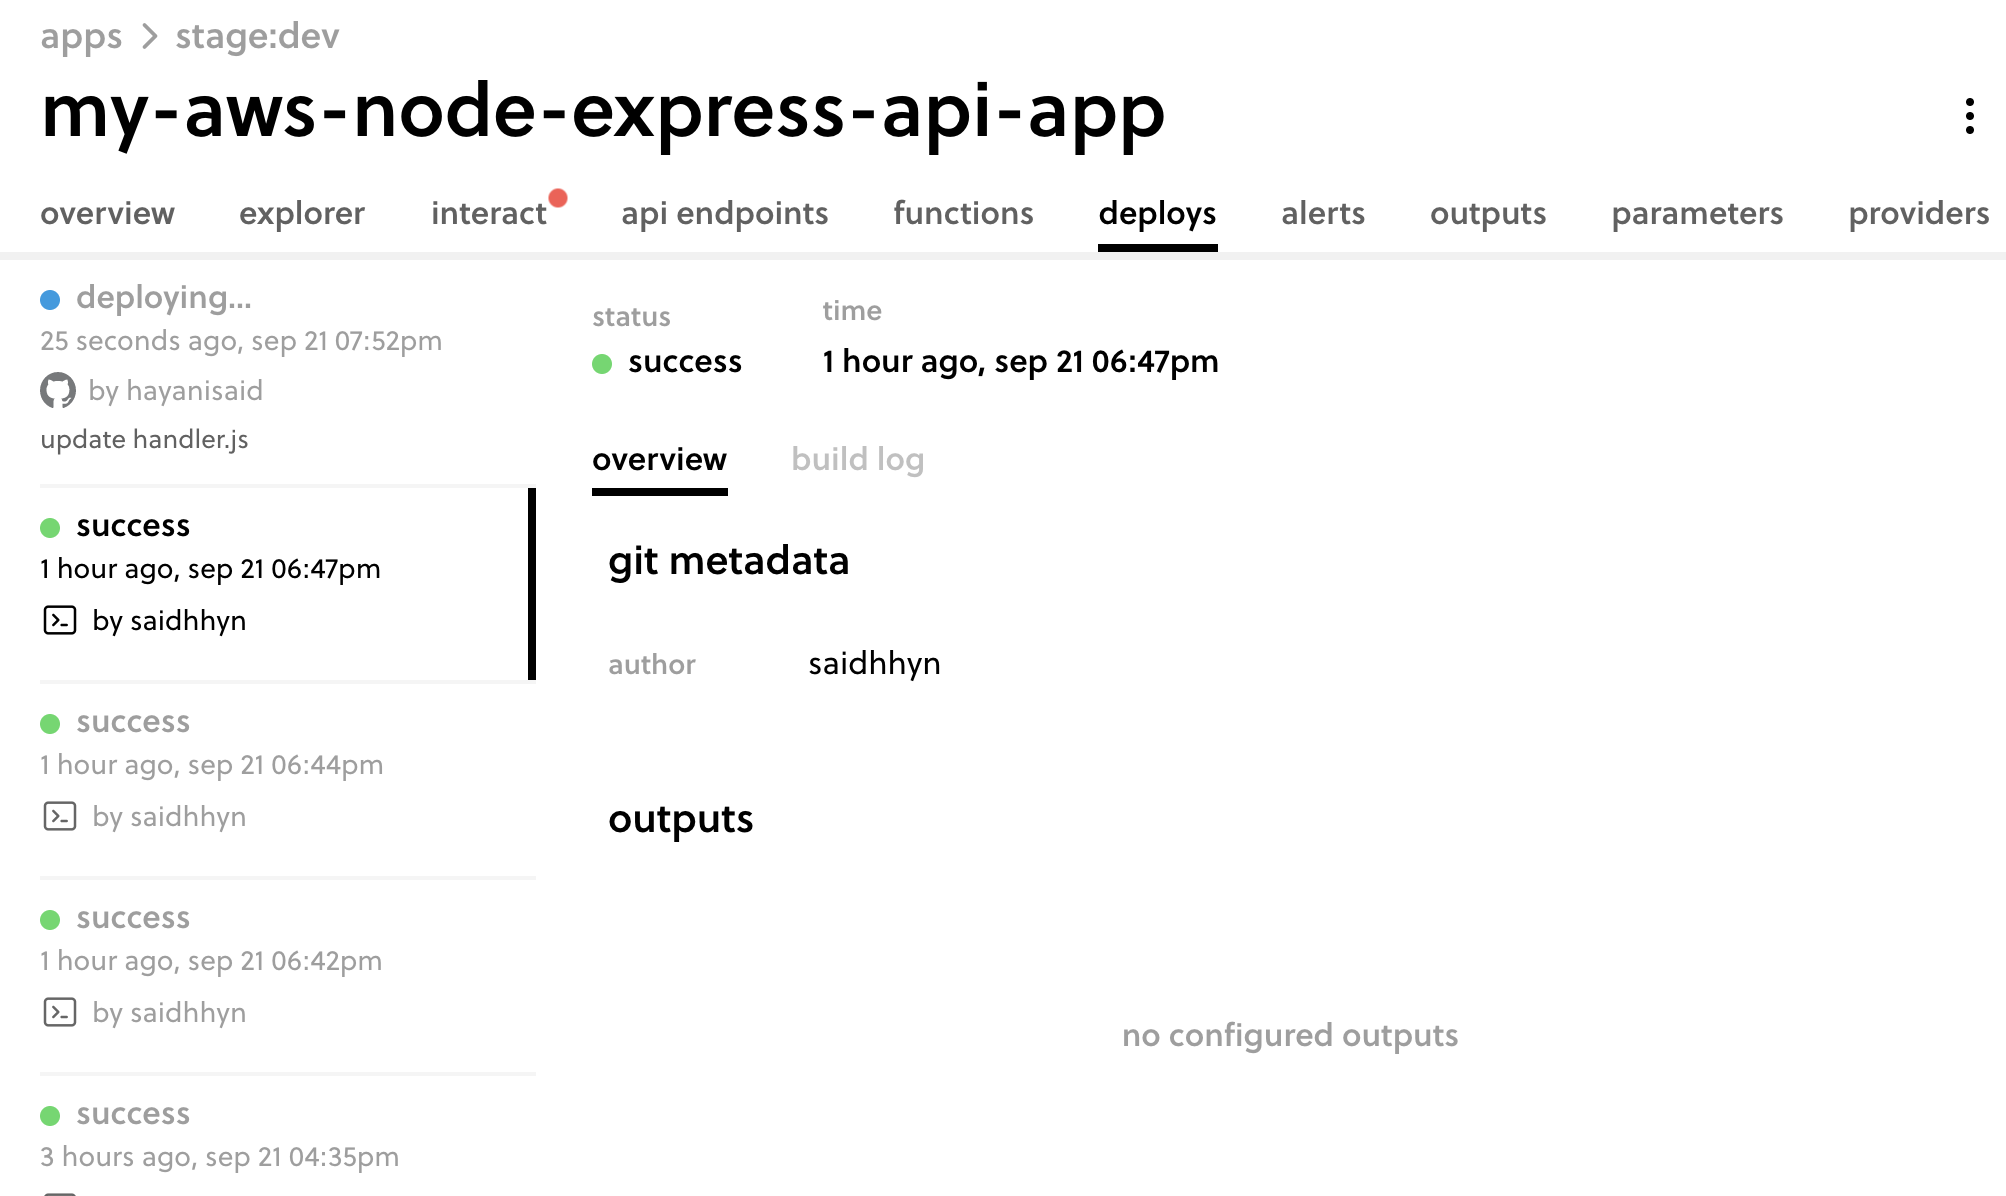 apps > stage:dev
my-aws-node-express-api-app
overview explorer interact api endpoints functions deploys alerts outputs parameters providers
deploying...
25 seconds ago, sep 21 07:52pm
by hayanisaid
update handler.js
success
1 hour ago, sep 21 06:47pm
by saidhhyn
success
1 hour ago, sep 21 06:44pm
by saidhhyn
success
1 hour ago, sep 21 06:42pm
by saidhhyn
success
3 hours ago, sep 21 04:35pm
status time
success 1 hour ago, sep 21 06:47pm
overview build log
git metadata
author saidhhyn
outputs
no configured outputs